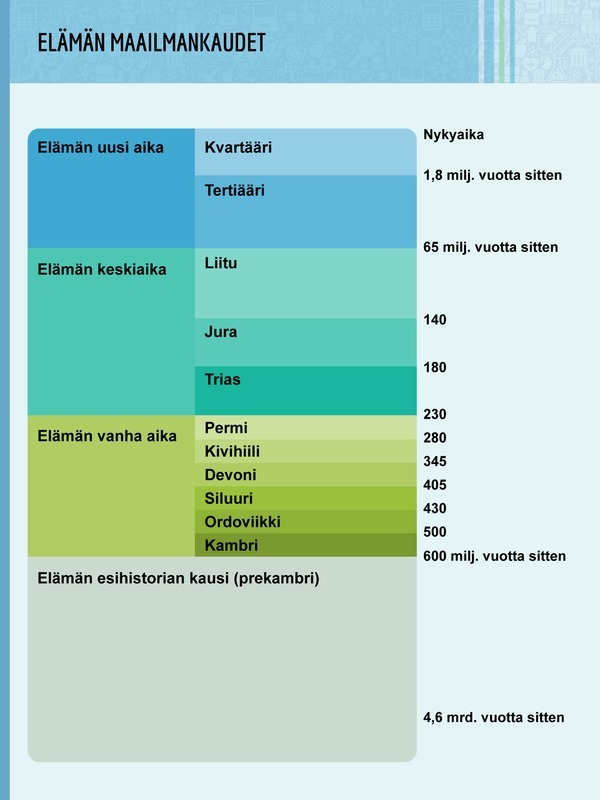 ELÄMÄN MAAILMANKAUDET
Nykyaika
Elämän uusi aika
Kvartääri
1,8 milj. vuotta sitten
Tertiääri
65 milj. vuotta sitten
Elämän keskiaika
Liitu
140
Jura
180
Trias
230
Elämän vanha aika
Permi
280
Kivihiili
345
Devoni
405
Siluuri
430
Ordoviikki
500
Kambri
600 milj. vuotta sitten
Elämän esihistorian kausi (prekambri)
4,6 mrd. vuotta sitten